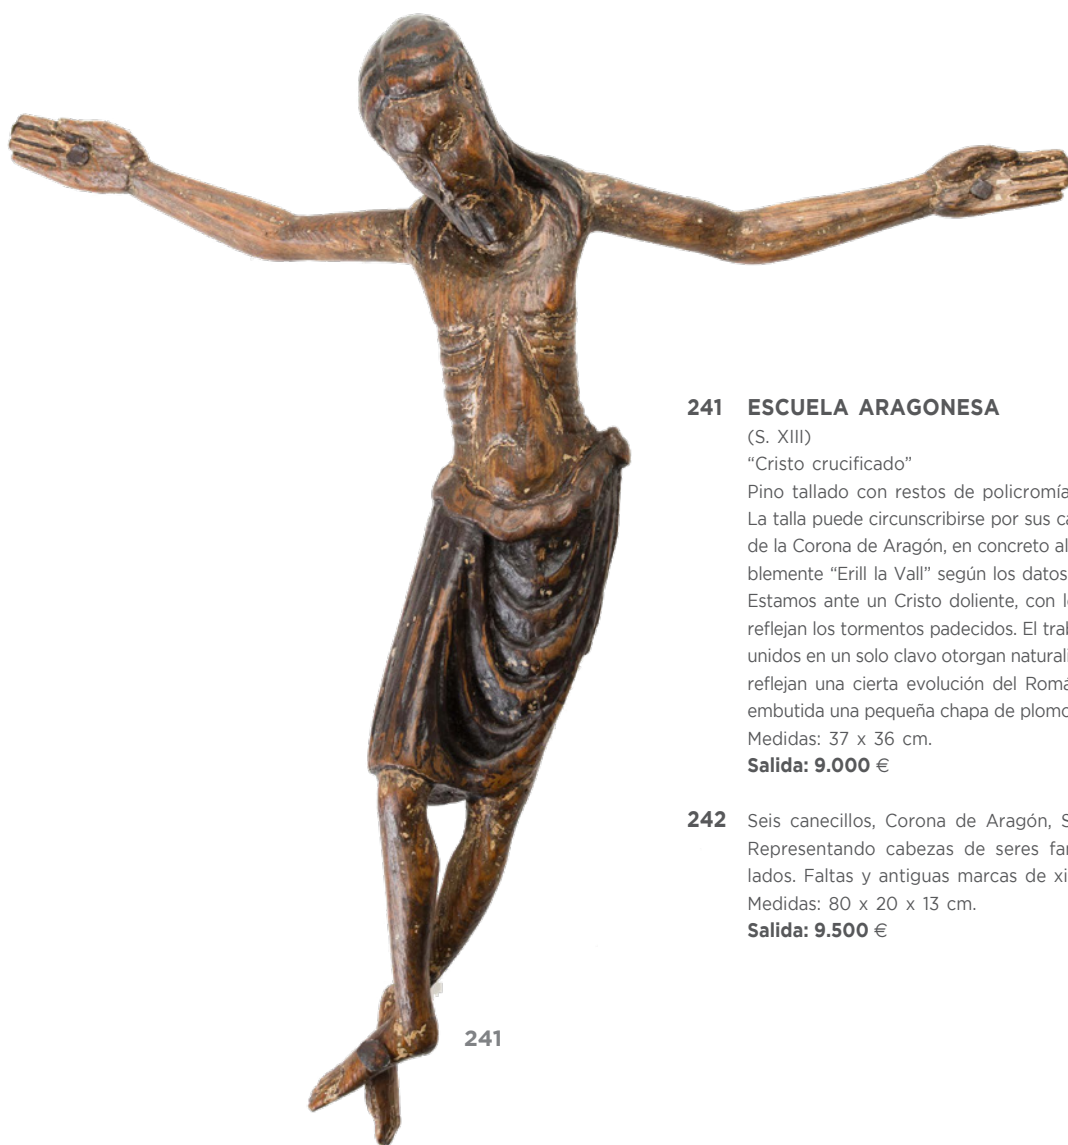 241 ESCUELA ARAGONESA
(S. XIII)
“Cristo crucificado”
Pino tallado con restos de policromía
La talla puede circunscribirse por sus
de la Corona de Aragón, en concreto al
blemente “Erill la Vall” según los datos
Estamos ante un Cristo doliente, con
reflejan los tormentos padecidos. El
unidos en un solo clavo otorgan
reflejan una cierta evolución del
embutida una pequeña chapa de plomo
Medidas: 37 x 36 cm.
Salida: 9.000 €
242 Seis canecillos, Corona de Aragón,
Representando cabezas de seres
lados. Faltas y antiguas marcas de
Medidas: 80 x 20 x 13 cm.
Salida: 9.500 €
241